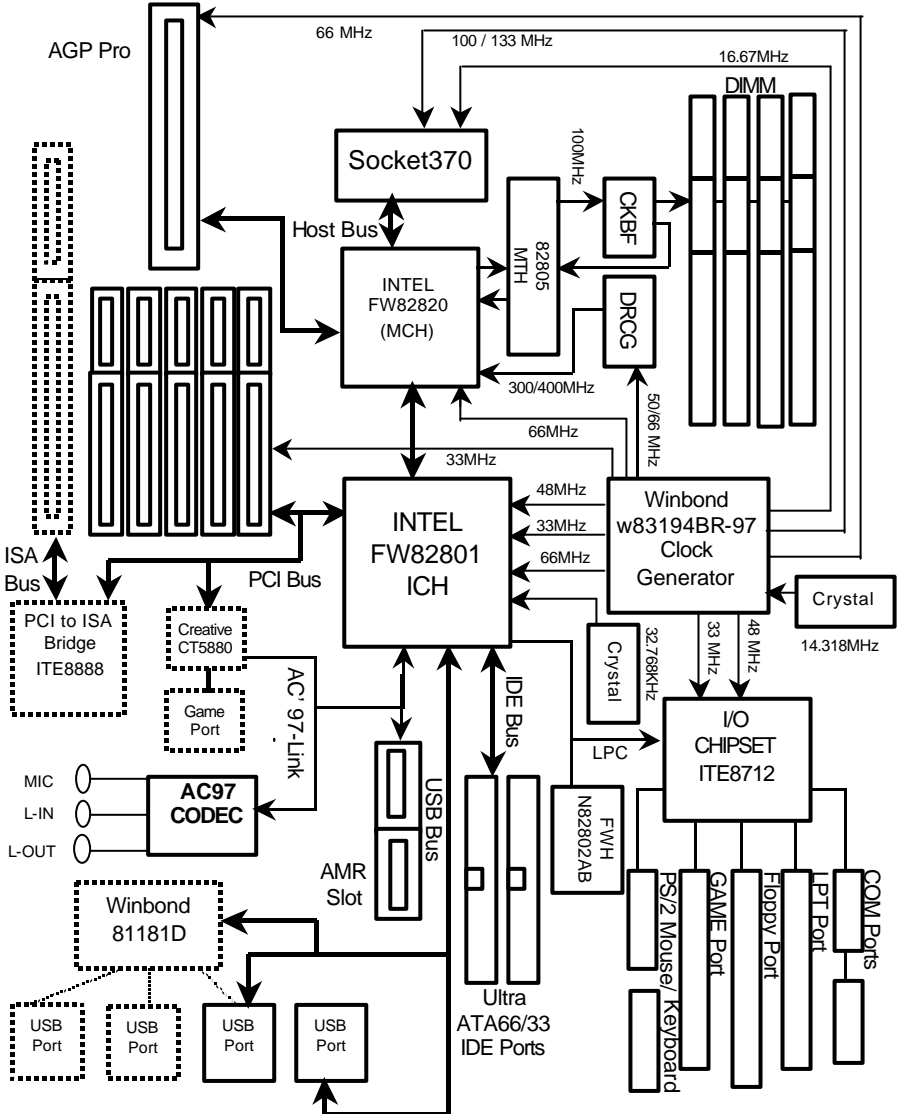 66 MHz
AGP Pro
100 / 133 MHz
16.67MHz
DIMM
Socket370
100MHz
CKBF
Host Bus
82805
MTH
INTEL
FW82820
(MCH)
DRCG
300/400MHz
50/66 MHz
66MHz
33MHz
INTEL
FW82801
ICH
48MHz
33MHz
66MHz
Winbond
w83194BR-97
Clock
Generator
ISA
Bus
PCI Bus
PCI to ISA
Bridge
ITE8888
Creative
CT5880
Game
Port
AC' 97-Link
Crystal
32.768KHz
33 MHz
48 MHz
Crystal
14.318MHz
IDE Bus
LPC
I/O
CHIPSET
ITE8712
MIC
L-IN
L-OUT
AC97
CODEC
USB Bus
AMR
Slot
FWH
N82802AB
PS/2 Mouse/ Keyboard
GAME Port
Floppy Port
LPT Port
COM Ports
Winbond
81181D
USB
Port
USB
Port
USB
Port
USB
Port
Ultra
ATA66/33
IDE Ports